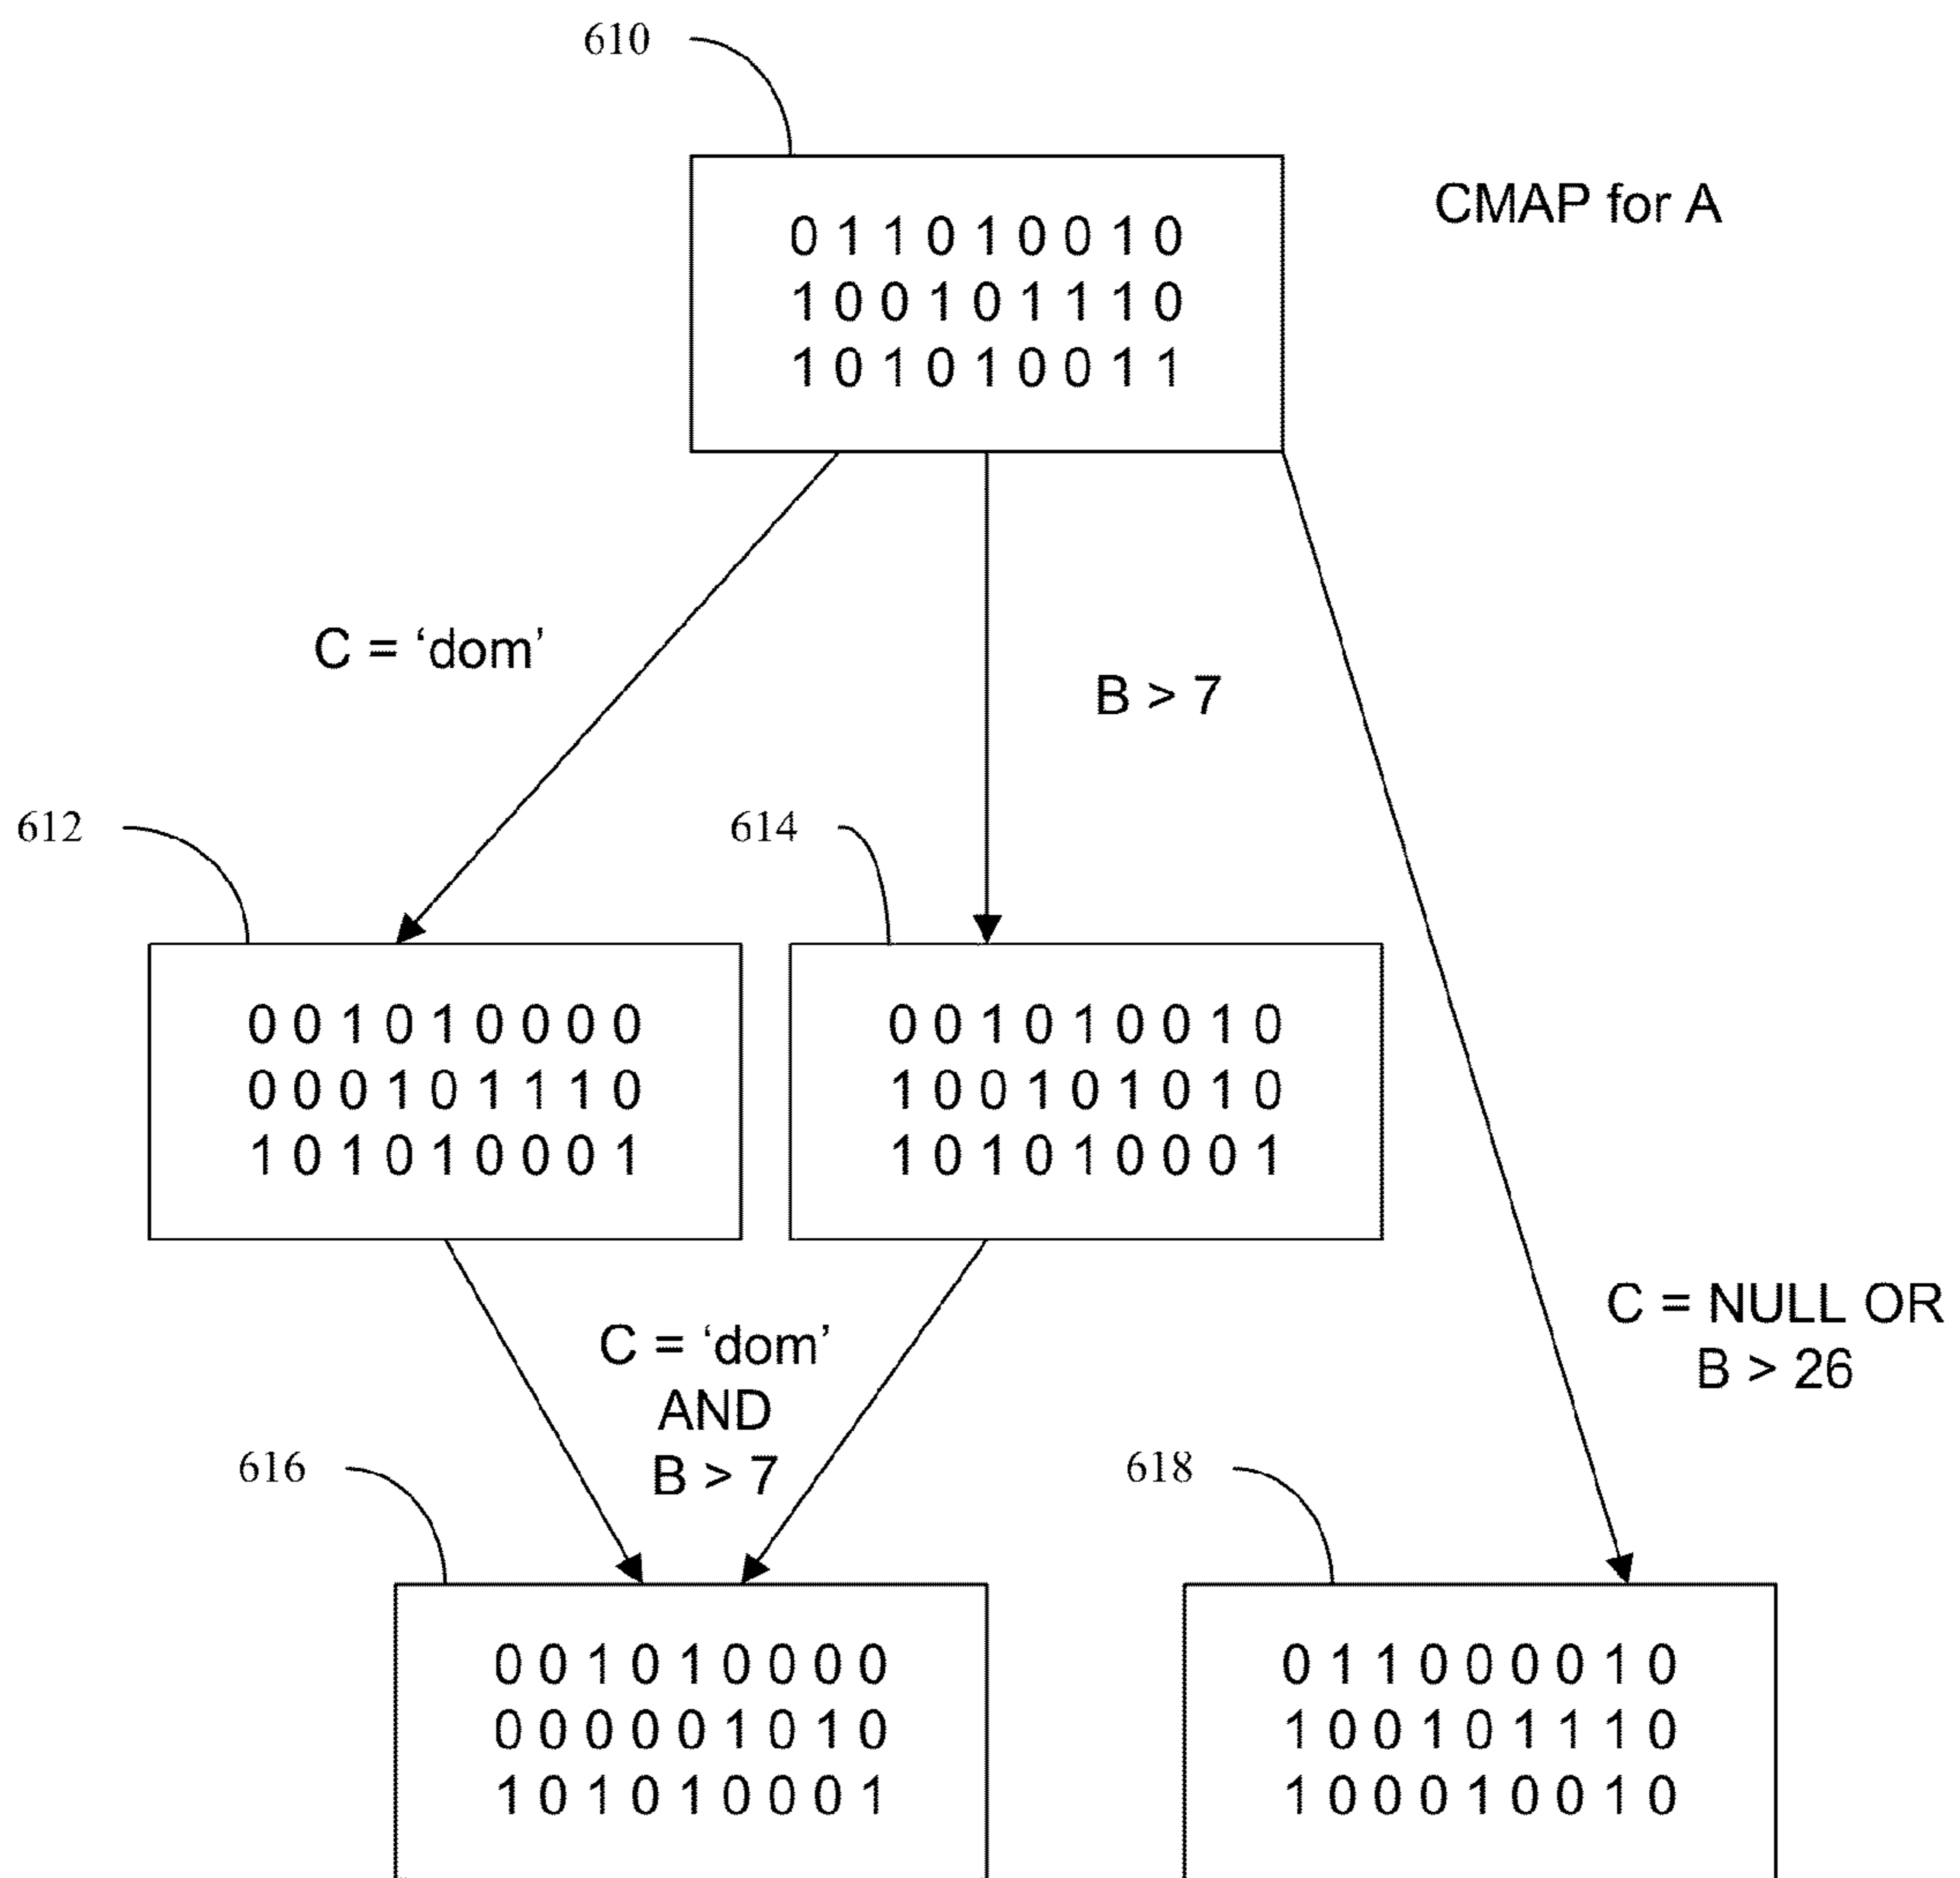 610
CMAP for A
0 1 1 0 1 0 0 1 0
1 0 0 1 0 1 1 1 0
1 0 1 0 1 0 0 1 1
C = ‘dom’
B > 7
612
614
0 0 1 0 1 0 0 0 0
0 0 0 1 0 1 1 1 0
1 0 1 0 1 0 0 0 1
0 0 1 0 1 0 0 1 0
1 0 0 1 0 1 0 1 0
1 0 1 0 1 0 0 0 1
C = NULL OR
B > 26
C = ‘dom’
AND
B > 7
616
618
0 0 1 0 1 0 0 0 0
0 0 0 0 0 1 0 1 0
1 0 1 0 1 0 0 0 1
0 1 1 0 0 0 0 1 0
1 0 0 1 0 1 1 1 0
1 0 0 0 1 0 0 1 0